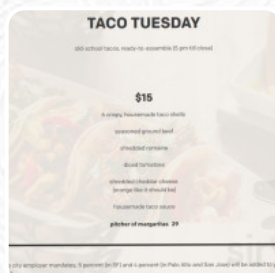 TACO TUESDAY
old-school tacos, ready-to-assemble (5 pm till close)
$15
6 crispy housemade taco shells
seasoned ground beef
shredded romaine
diced tomatoes
shredded cheddar cheese
(orange like it should be)
housemade taco sauce
pitcher of margaritas 29
city employer mandates, 5 percent (in SF) and 4 percent (in Palo Alto and San Jose) will be added to